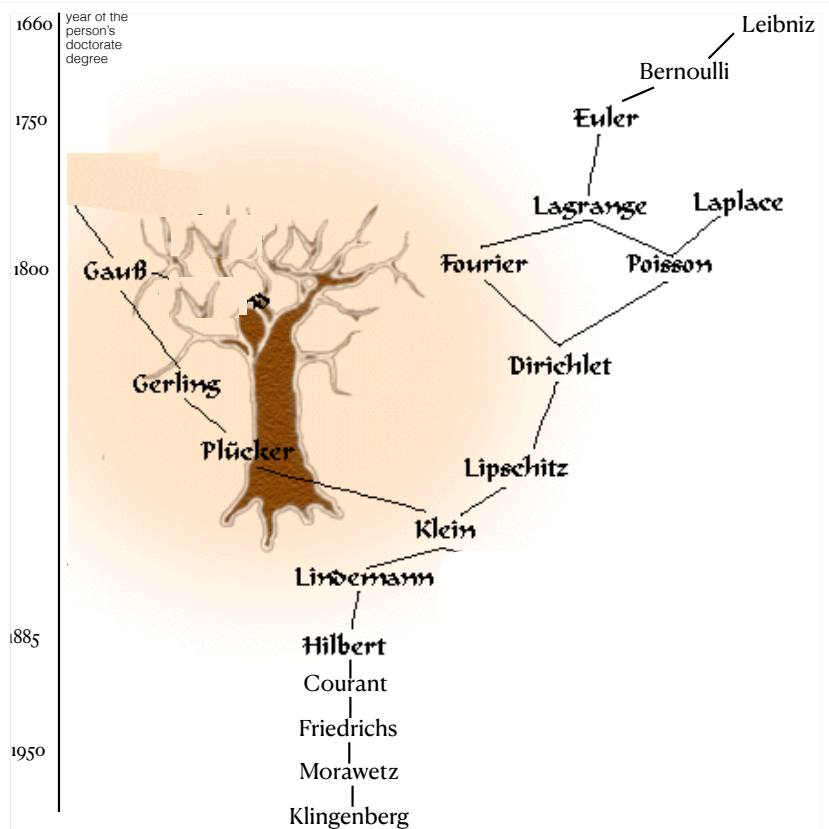 1660
year of the
person's
doctorate
degree
Leibniz
Bernoulli
1750
Euler
Lagrange
Laplace
1800
Gauß
Fourier
Poisson
Dirichlet
Gerling
Plücker
Lipschitz
Klein
Lindemann
1885
Hilbert
Courant
Friedrichs
1950
Morawetz
Klingenberg